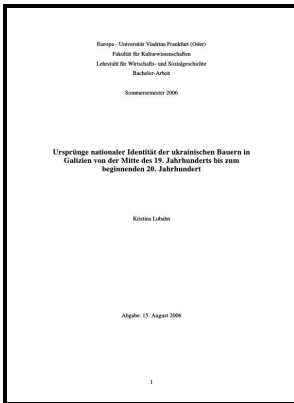 Europa - Universität Viadrina Frankfurt (Oder)
Fakultät für Kulturwissenschaften
Lehrstuhl für Wirtschafts- und Sozialgeschichte
Bachelor-Arbeit
Sommersemester 2006
Ursprünge nationaler Identität der ukrainischen Bauern in
Galizien von der Mitte des 19. Jahrhunderts bis zum
beginnenden 20. Jahrhundert
Kristina Lubahn
Abgabe: 15. August 2006
1